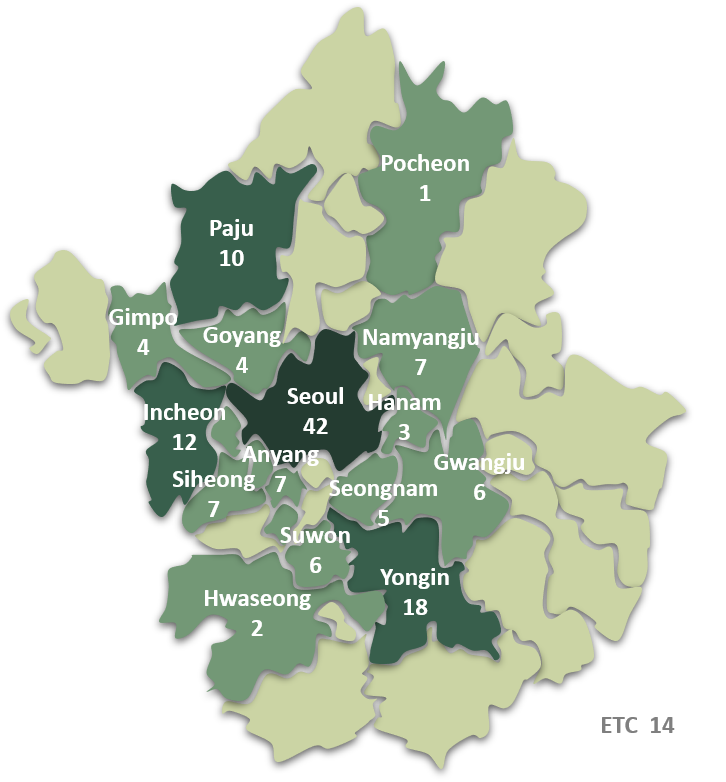 Pocheon
1
Paju
10
Gimpo
4
Goyang
4
Namyangju
7
Seoul
42
Hanam
3
Incheon
12
Anyang
7
Siheong
7
Gwangju
6
Seongnam
5
Suwon
6
Yongin
18
Hwaseong
2
ETC 14